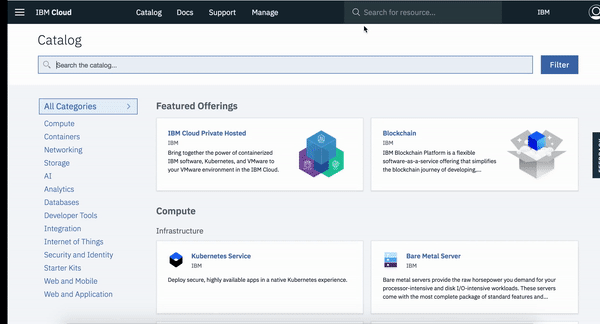 IBM Cloud Catalog Docs Support Manage Search for resource... IBM
Catalog
Search the catalog...
Filter
All Categories
Compute
Containers
Networking
Storage
AI
Analytics
Databases
Developer Tools
Integration
Internet of Things
Security and Identity
Starter Kits
Web and Mobile
Web and Application
Featured Offerings
IBM Cloud Private Hosted
IBM
Bring together the power of containerized
IBM software, Kubernetes, and VMware to
your VMware environment in the IBM Cloud.
Blockchain
IBM
IBM Blockchain Platform is a flexible
software-as-a-service offering that simplifies
the blockchain journey of developing,...
Compute
Infrastructure
Kubernetes Service
IBM
Deploy secure, highly available apps in a native Kubernetes experience.
Bare Metal Server
IBM
Bare metal servers provide the raw horsepower you demand for your
processor-intensive and disk I/O-intensive workloads. These servers
come with the most complete package of standard features and...